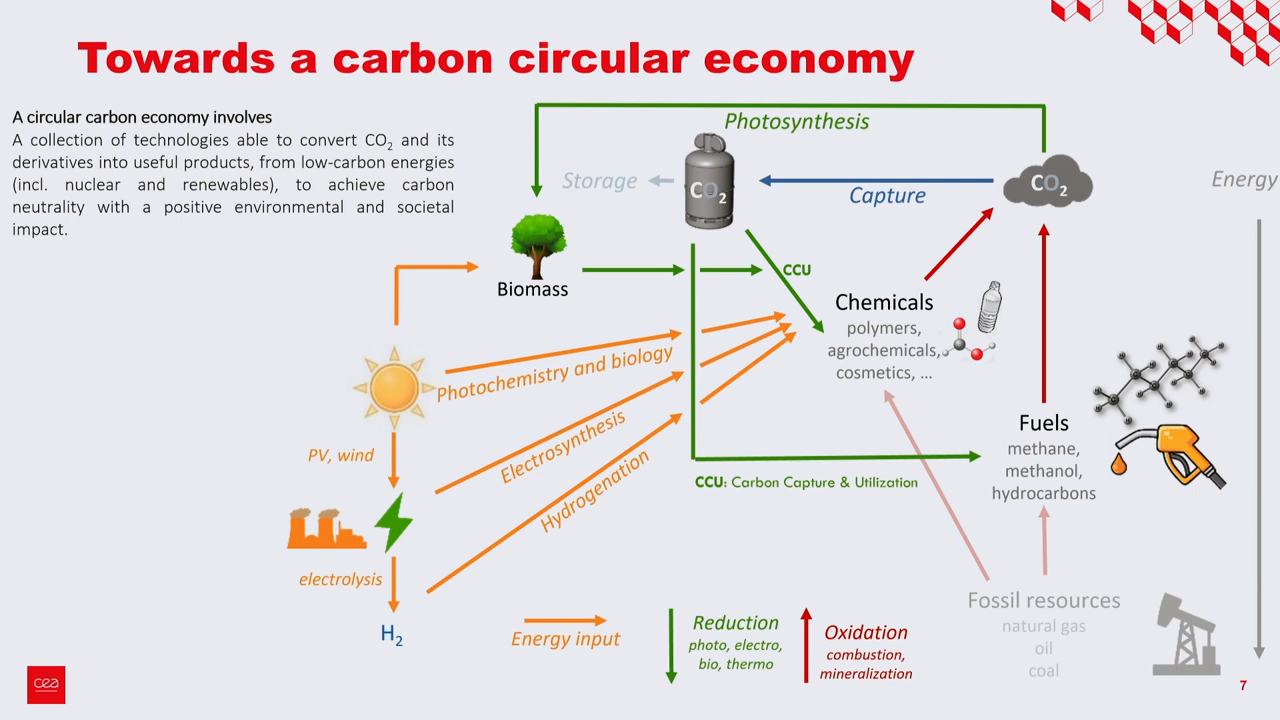 Towards a carbon circular economy
A circular carbon economy involves
A collection of technologies able to convert CO2 and its
derivatives into useful products, from low-carbon energies
(incl. nuclear and renewables), to achieve carbon
neutrality with a positive environmental and societal
impact.
Photosynthesis
Storage
CO2
Capture
CO2
Energy
Biomass
CCU
Chemicals
polymers,
agrochemicals,
cosmetics, ...
Photochemistry and biology
Electrosynthesis
Hydrogenation
PV, wind
Fuels
methane,
methanol,
hydrocarbons
CCU: Carbon Capture & Utilization
electrolysis
H2
Energy input
Reduction
photo, electro,
bio, thermo
Oxidation
combustion,
mineralization
Fossil resources
natural gas
oil
coal
cea
7